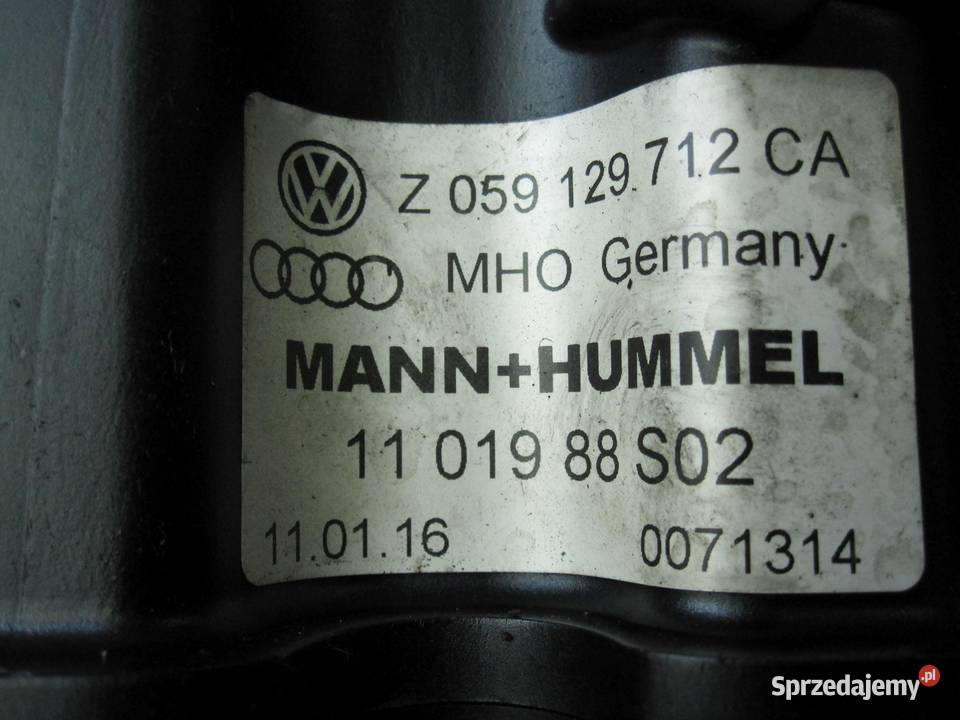 Z 059 129.712 CA
MHO Germany
MANN+HUMMEL
11 019 88 S02
11.01.16 0071314
Sprzedajemy.pl